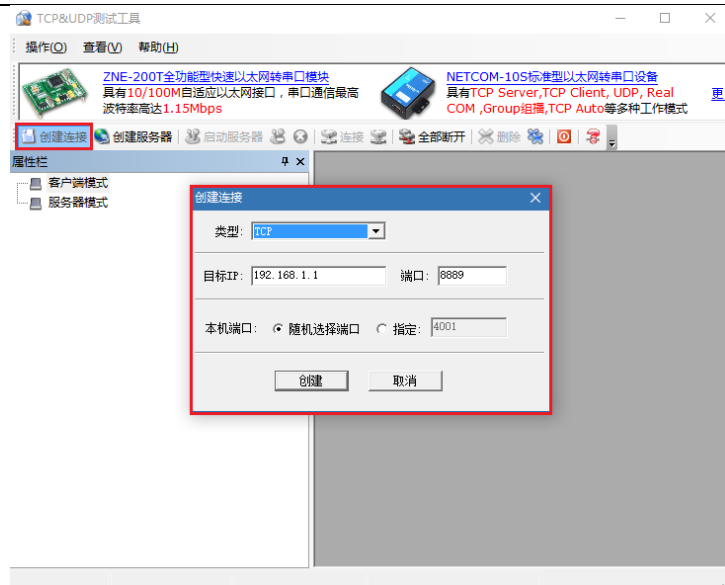 TCP&UDP测试工具
操作(O) 查看(V) 帮助(H)
ZNE-200T全功能型快速以太网转串口模块
具有10/100M自适应以太网接口，串口通信最高
波特率高达1.15Mbps
NETCOM-10S标准型以太网转串口设备
具有TCP Server,TCP Client, UDP, Real
COM ,Group组播,TCP Auto等多种工作模式
更
创建连接 创建服务器 启动服务器 连接 全部断开 删除
属性栏
客户端模式
服务器模式
创建连接
类型: TCP
目标IP: 192.168.1.1 端口: 8889
本机端口: 随机选择端口 指定: 4001
创建 取消